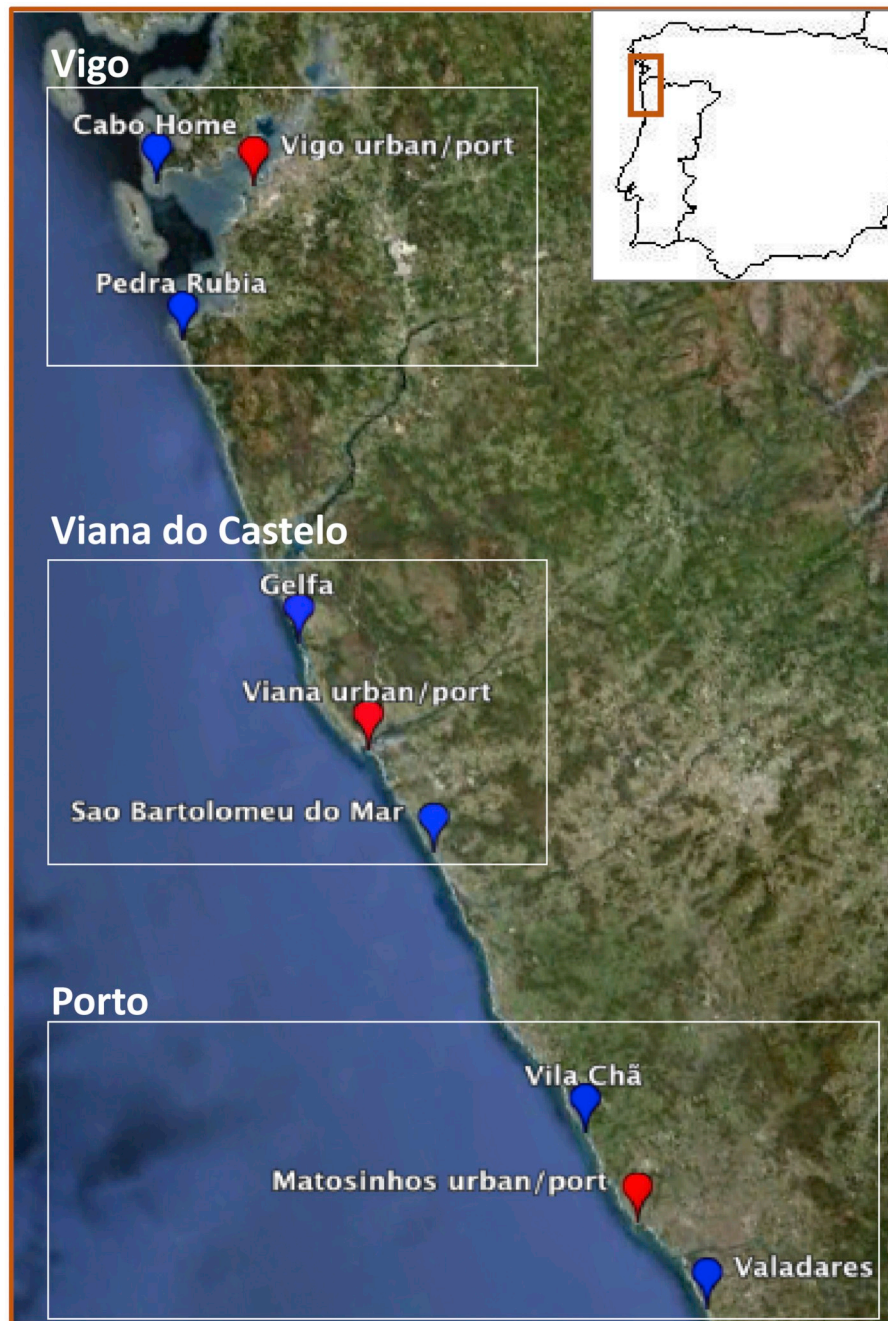 Vigo
Cabo Home
Vigo urban/port
Pedra Rubia
Viana do Castelo
Gelfa
Viana urban/port
Sao Bartolomeu do Mar
Porto
Vila Chã
Matosinhos urban/port
Valadares